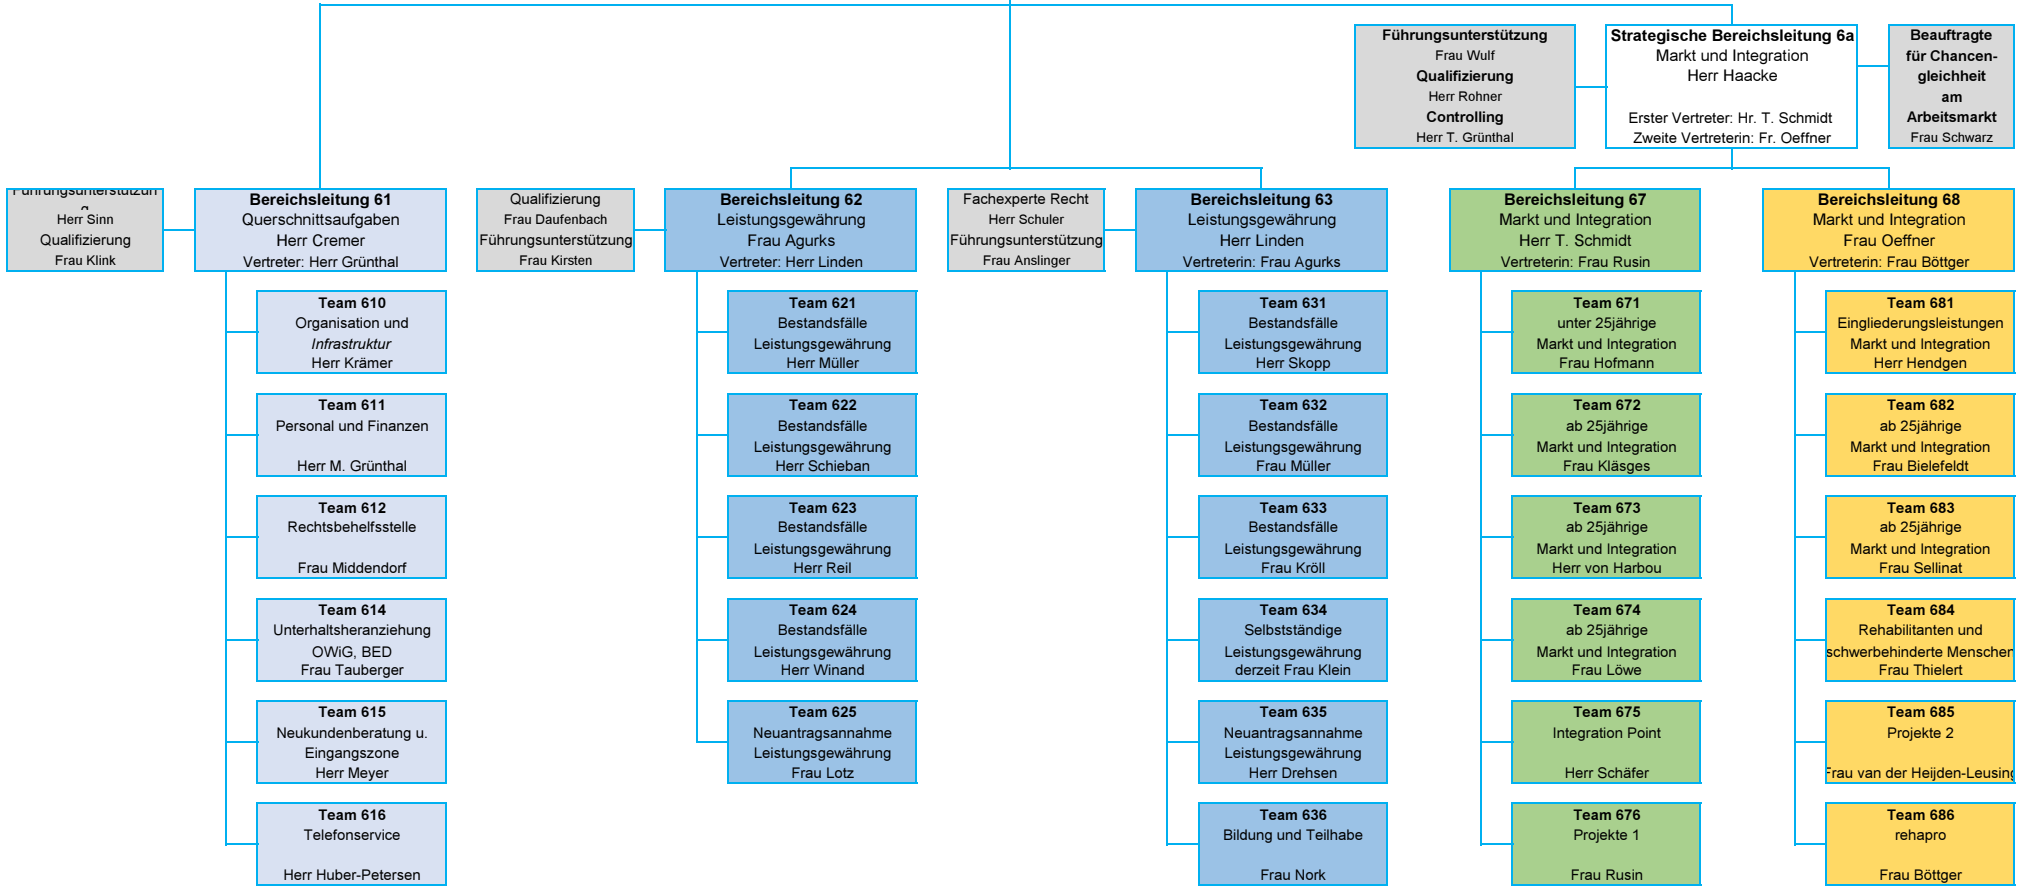 Führungsunterstützung
Frau Wulf
Qualifizierung
Herr Rohner
Controlling
Herr T. Grünthal
Strategische Bereichsleitung 6a
Markt und Integration
Herr Haacke
Erster Vertreter: Hr. T. Schmidt
Zweite Vertreterin: Fr. Oeffner
Beauftragte
für Chancen-
gleichheit
am
Arbeitsmarkt
Frau Schwarz
Führungsunterstützun
g
Herr Sinn
Qualifizierung
Frau Klink
Bereichsleitung 61
Querschnittsaufgaben
Herr Cremer
Vertreter: Herr Grünthal
Team 610
Organisation und
Infrastruktur
Herr Krämer
Team 611
Personal und Finanzen
Herr M. Grünthal
Team 612
Rechtsbehelfsstelle
Frau Middendorf
Team 614
Unterhaltsheranziehung
OWiG, BED
Frau Tauberger
Team 615
Neukundenberatung u.
Eingangszone
Herr Meyer
Team 616
Telefonservice
Herr Huber-Petersen
Qualifizierung
Frau Daufenbach
Führungsunterstützung
Frau Kirsten
Bereichsleitung 62
Leistungsgewährung
Frau Agurks
Vertreter: Herr Linden
Team 621
Bestandsfälle
Leistungsgewährung
Herr Müller
Team 622
Bestandsfälle
Leistungsgewährung
Herr Schieban
Team 623
Bestandsfälle
Leistungsgewährung
Herr Reil
Team 624
Bestandsfälle
Leistungsgewährung
Herr Winand
Team 625
Neuantragsannahme
Leistungsgewährung
Frau Lotz
Fachexperte Recht
Herr Schuler
Führungsunterstützung
Frau Anslinger
Bereichsleitung 63
Leistungsgewährung
Herr Linden
Vertreterin: Frau Agurks
Team 631
Bestandsfälle
Leistungsgewährung
Herr Skopp
Team 632
Bestandsfälle
Leistungsgewährung
Frau Müller
Team 633
Bestandsfälle
Leistungsgewährung
Frau Kröll
Team 634
Selbstständige
Leistungsgewährung
derzeit Frau Klein
Team 635
Neuantragsannahme
Leistungsgewährung
Herr Drehsen
Team 636
Bildung und Teilhabe
Frau Nork
Bereichsleitung 67
Markt und Integration
Herr T. Schmidt
Vertreterin: Frau Rusin
Team 671
unter 25jährige
Markt und Integration
Frau Hofmann
Team 672
ab 25jährige
Markt und Integration
Frau Kläsges
Team 673
ab 25jährige
Markt und Integration
Herr von Harbou
Team 674
ab 25jährige
Markt und Integration
Frau Löwe
Team 675
Integration Point
Herr Schäfer
Team 676
Projekte 1
Frau Rusin
Bereichsleitung 68
Markt und Integration
Frau Oeffner
Vertreterin: Frau Böttger
Team 681
Eingliederungsleistungen
Markt und Integration
Herr Hendgen
Team 682
ab 25jährige
Markt und Integration
Frau Bielefeldt
Team 683
ab 25jährige
Markt und Integration
Frau Sellinat
Team 684
Rehabilitanten und
schwerbehinderte Menschen
Frau Thielert
Team 685
Projekte 2
Frau van der Heijden-Leusing
Team 686
rehapro
Frau Böttger